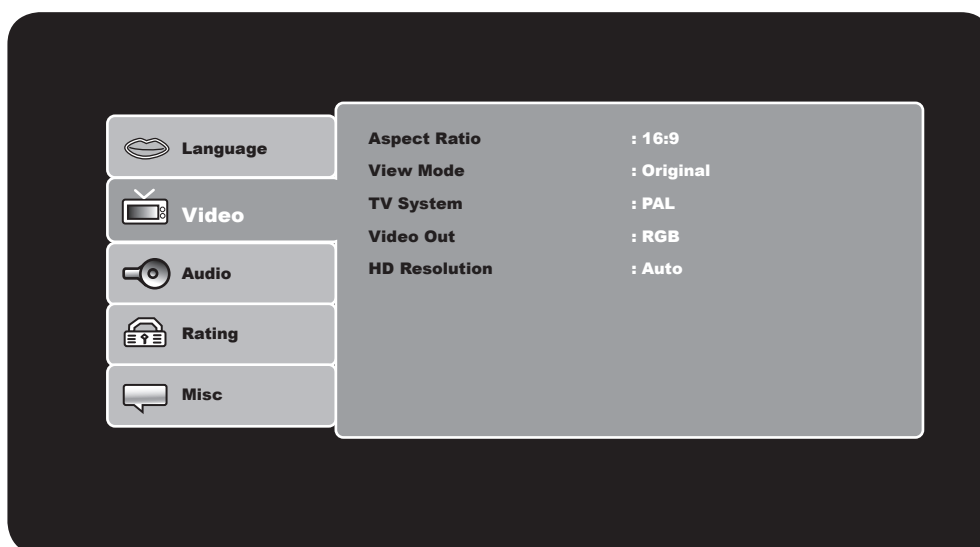 Language
Video
Audio
Rating
Misc
Aspect Ratio : 16:9
View Mode : Original
TV System : PAL
Video Out : RGB
HD Resolution : Auto